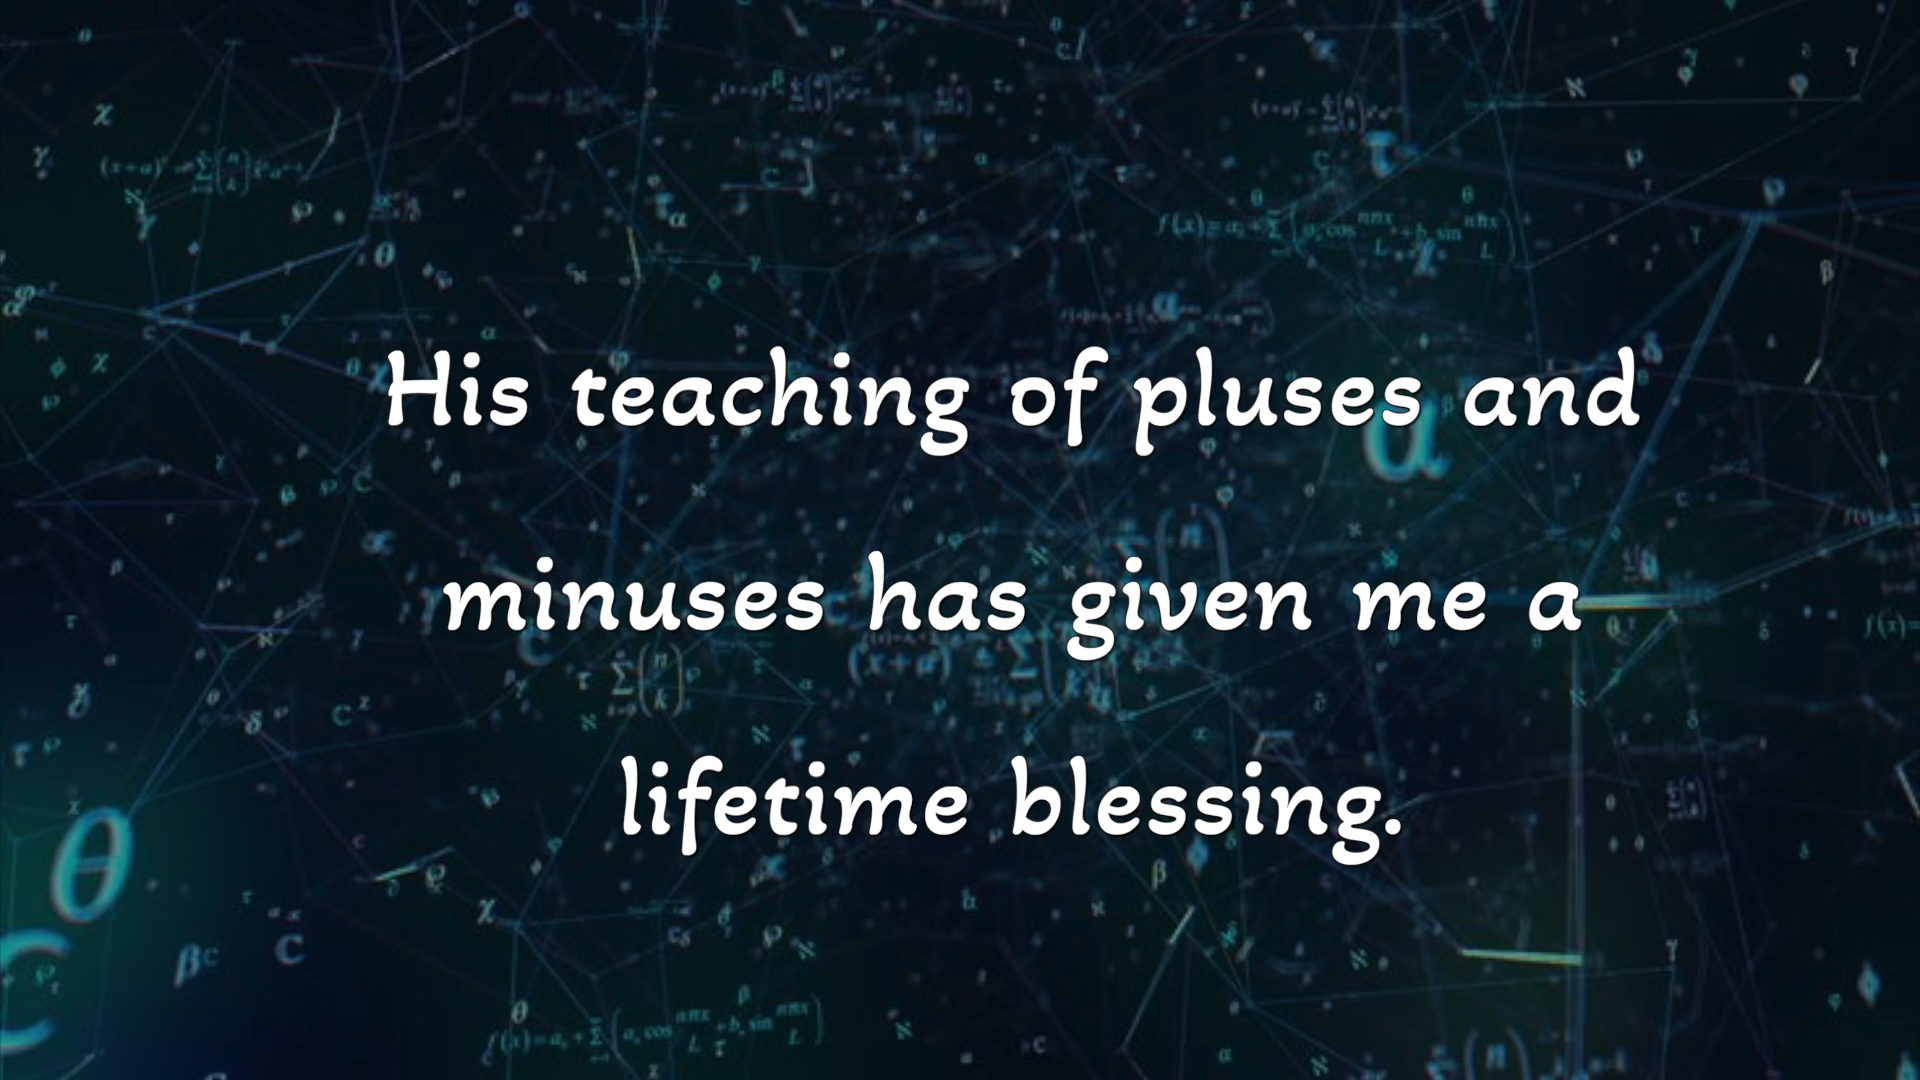 His teaching of pluses and
minuses has given me a
lifetime blessing.